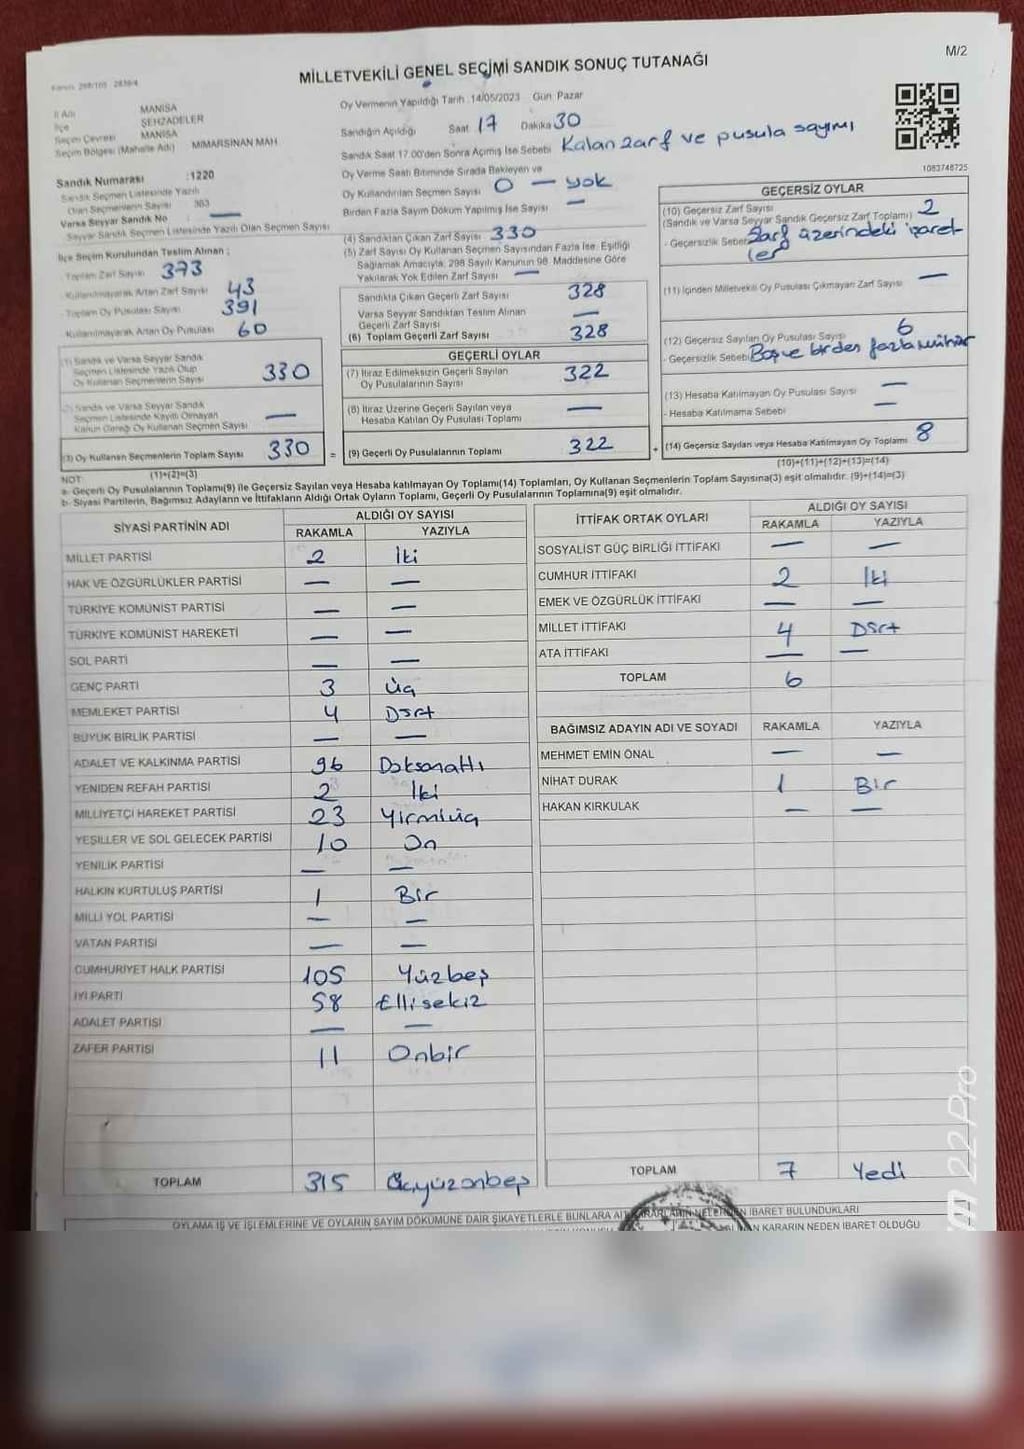 M/2
MİLLETVEKİLİ GENEL SEÇİMİ SANDIK SONUÇ TUTANAĞI
İl Adı MANİSA
İlçe ŞEHZADELER
Seçim Çevresi MANİSA
Seçim Bölgesi (Mahalle Adı) MİMARSİNAN MAH
Oy Vermenin Yapıldığı Tarih :14/05/2023 Gün Pazar
Sandığın Açıldığı Saat 17 Dakika 30
Sandık Saat 17.00'den Sonra Açılmış İse Sebebi Kalan zarf ve pusula sayımı
Oy Verme Saati Bitiminde Sırada Bekleyen ve
Oy Kullandırılan Seçmen Sayısı 0 — yok
Birden Fazla Sayım Döküm Yapılmış İse Sayısı —
1083748725
Sandık Numarası :1220
Sandık Seçmen Listesinde Yazılı
Olan Seçmenlerin Sayısı 363
Varsa Seyyar Sandık No —
Seyyar Sandık Seçmen Listesinde Yazılı Olan Seçmen Sayısı
İlçe Seçim Kurulundan Teslim Alınan ;
Toplam Zarf Sayısı 373
Kullanılmayarak Artan Zarf Sayısı 43
Toplam Oy Pusulası Sayısı 391
Kullanılmayarak Artan Oy Pusulası 60
(1) Sandık ve Varsa Seyyar Sandık
Seçmen Listesinde Yazılı Olup
Oy Kullanan Seçmenlerin Sayısı 330
(2) Sandık ve Varsa Seyyar Sandık
Seçmen Listesinde Kayıtlı Olmayan
Kanun Gereği Oy Kullanan Seçmen Sayısı —
(3) Oy Kullanan Seçmenlerin Toplam Sayısı 330
(1)+(2)=(3)
(4) Sandıktan Çıkan Zarf Sayısı 330
(5) Zarf Sayısı Oy Kullanan Seçmen Sayısından Fazla İse, Eşitliği
Sağlamak Amacıyla; 298 Sayılı Kanunun 98. Maddesine Göre
Yakılarak Yok Edilen Zarf Sayısı —
Sandıkta Çıkan Geçerli Zarf Sayısı 328
Varsa Seyyar Sandıktan Teslim Alınan
Geçerli Zarf Sayısı —
(6) Toplam Geçerli Zarf Sayısı 328
GEÇERLİ OYLAR
(7) İtiraz Edilmeksizin Geçerli Sayılan
Oy Pusulalarının Sayısı 322
(8) İtiraz Üzerine Geçerli Sayılan veya
Hesaba Katılan Oy Pusulası Toplamı —
= (9) Geçerli Oy Pusulalarının Toplamı 322 +
GEÇERSİZ OYLAR
(10) Geçersiz Zarf Sayısı
(Sandık ve Varsa Seyyar Sandık Geçersiz Zarf Toplamı) 2
- Geçersizlik Sebebi Zarf üzerindeki işaret-
ler
(11) İçinden Milletvekili Oy Pusulası Çıkmayan Zarf Sayısı —
(12) Geçersiz Sayılan Oy Pusulası Sayısı 6
- Geçersizlik Sebebi Boş ve birden fazla mühür
(13) Hesaba Katılmayan Oy Pusulası Sayısı —
- Hesaba Katılmama Sebebi —
(14) Geçersiz Sayılan veya Hesaba Katılmayan Oy Toplamı 8
(10)+(11)+(12)+(13)=(14)
NOT
a- Geçerli Oy Pusulalarının Toplamı(9) ile Geçersiz Sayılan veya Hesaba katılmayan Oy Toplamı(14) Toplamları, Oy Kullanan Seçmenlerin Toplam Sayısına(3) eşit olmalıdır. (9)+(14)=(3)
b- Siyasi Partilerin, Bağımsız Adayların ve İttifakların Aldığı Ortak Oyların Toplamı, Geçerli Oy Pusulalarının Toplamına(9) eşit olmalıdır.
SİYASİ PARTİNİN ADI ALDIĞI OY SAYISI
RAKAMLA YAZIYLA
MİLLET PARTİSİ 2 İki
HAK VE ÖZGÜRLÜKLER PARTİSİ — —
TÜRKİYE KOMÜNİST PARTİSİ — —
TÜRKİYE KOMÜNİST HAREKETİ — —
SOL PARTİ — —
GENÇ PARTİ 3 Üç
MEMLEKET PARTİSİ 4 Dört
BÜYÜK BİRLİK PARTİSİ — —
ADALET VE KALKINMA PARTİSİ 96 Doksanaltı
YENİDEN REFAH PARTİSİ 2 İki
MİLLİYETÇİ HAREKET PARTİSİ 23 Yirmiüç
YEŞİLLER VE SOL GELECEK PARTİSİ 10 On
YENİLİK PARTİSİ — —
HALKIN KURTULUŞ PARTİSİ 1 Bir
MİLLİ YOL PARTİSİ — —
VATAN PARTİSİ — —
CUMHURİYET HALK PARTİSİ 105 Yüzbeş
İYİ PARTİ 58 Ellisekiz
ADALET PARTİSİ — —
ZAFER PARTİSİ 11 Onbir
TOPLAM 315 Üçyüzonbeş
İTTİFAK ORTAK OYLARI ALDIĞI OY SAYISI
RAKAMLA YAZIYLA
SOSYALİST GÜÇ BİRLİĞİ İTTİFAKI — —
CUMHUR İTTİFAKI 2 İki
EMEK VE ÖZGÜRLÜK İTTİFAKI — —
MİLLET İTTİFAKI 4 Dört
ATA İTTİFAKI — —
TOPLAM 6
BAĞIMSIZ ADAYIN ADI VE SOYADI RAKAMLA YAZIYLA
MEHMET EMİN ÖNAL — —
NİHAT DURAK 1 Bir
HAKAN KIRKULAK — —
TOPLAM 7 Yedi
OYLAMA İŞ VE İŞLEMLERİNE VE OYLARIN SAYIM DÖKÜMÜNE DAİR ŞİKAYETLERLE BUNLARA AİT KARARLARIN NELERDEN İBARET BULUNDUKLARI
KARARIN NEDEN İBARET OLDUĞU
22 Pro